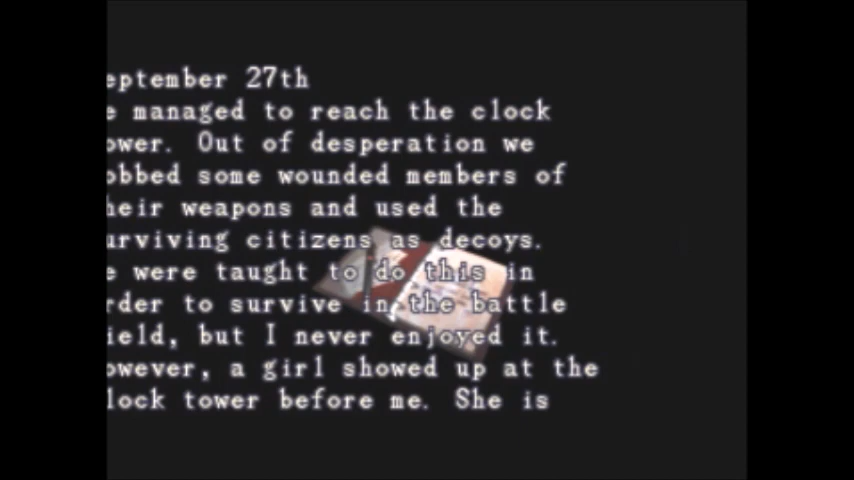 eptember 27th
e managed to reach the clock
ower. Out of desperation we
obbed some wounded members of
heir weapons and used the
urviving citizens as decoys.
e were taught to do this in
rder to survive in the battle
ield, but I never enjoyed it.
owever, a girl showed up at the
lock tower before me. She is